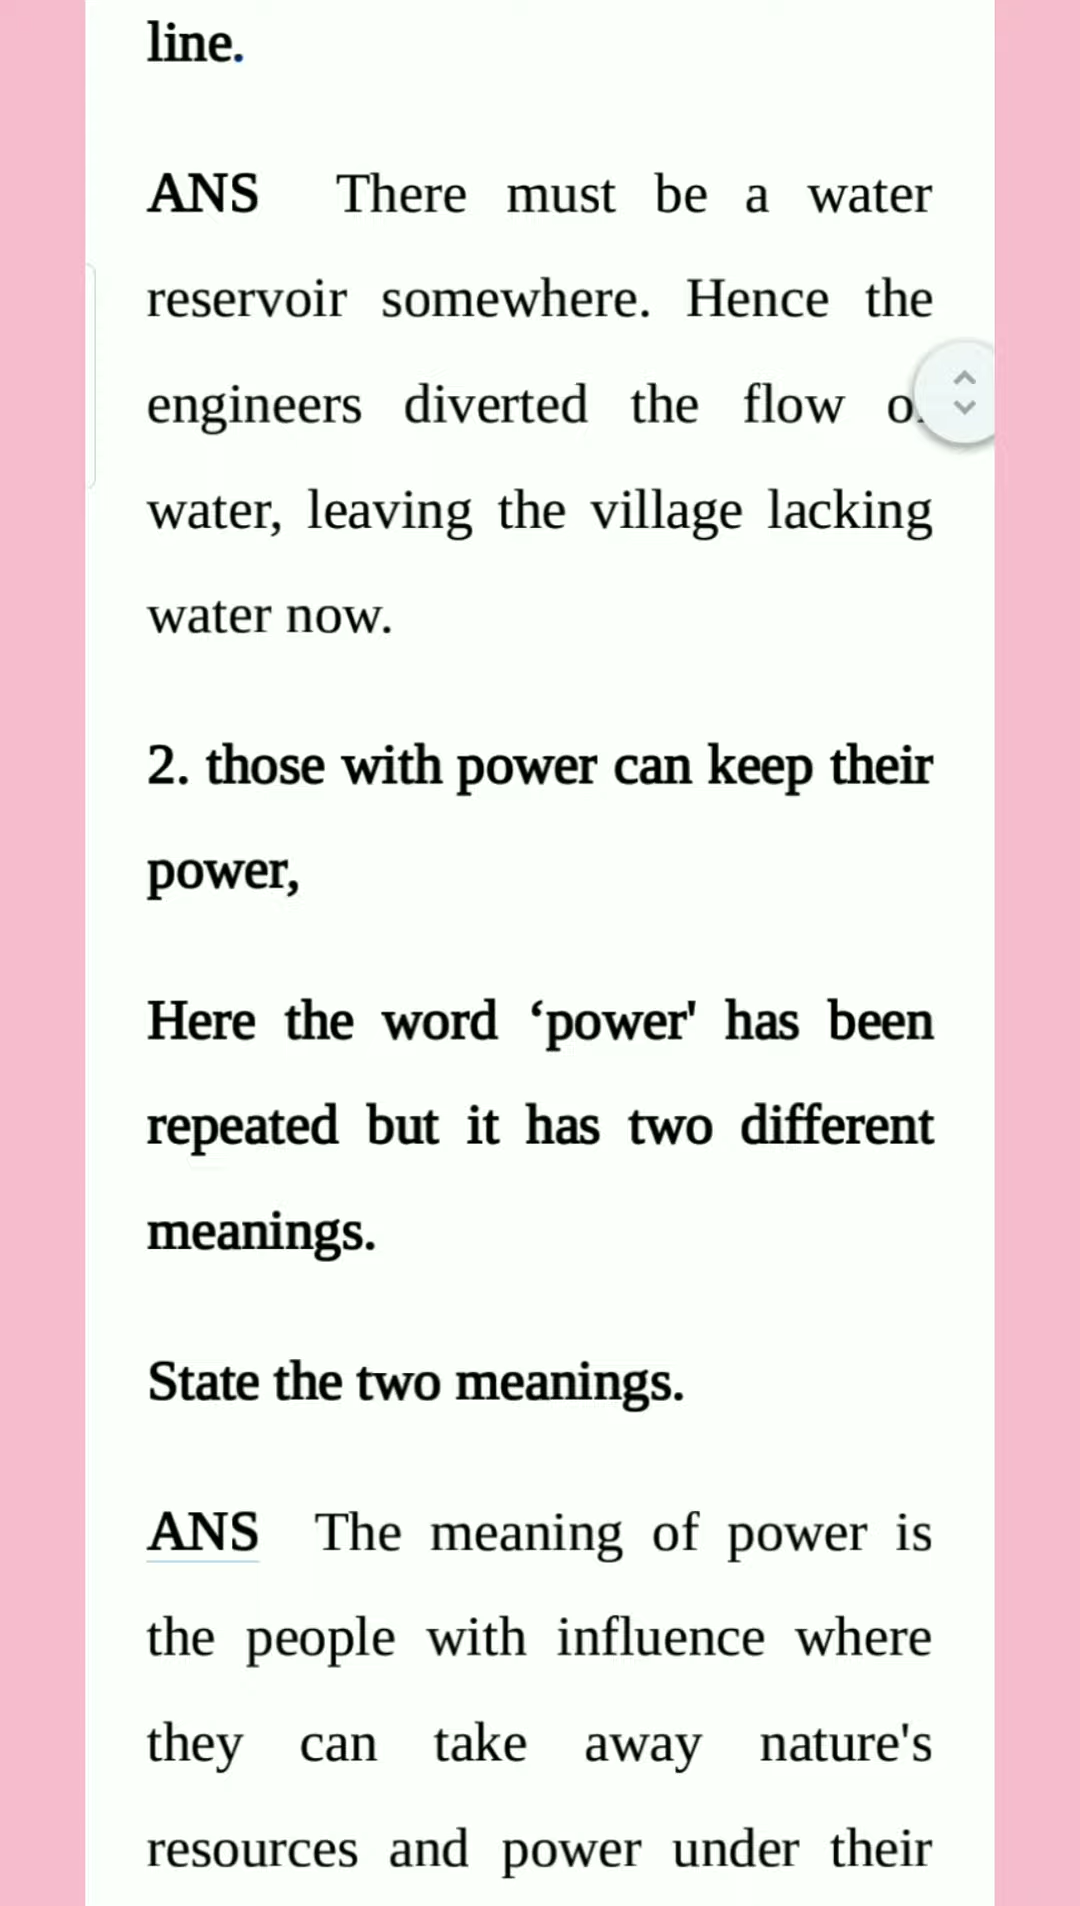 line.
ANS There must be a water
reservoir somewhere. Hence the
engineers diverted the flow
water, leaving the village lacking
water now.
2. those with power can keep their
power,
Here the word ‘power' has been
repeated but it has two different
meanings.
State the two meanings.
ANS The meaning of power is
the people with influence where
they can take away nature's
resources and power under their